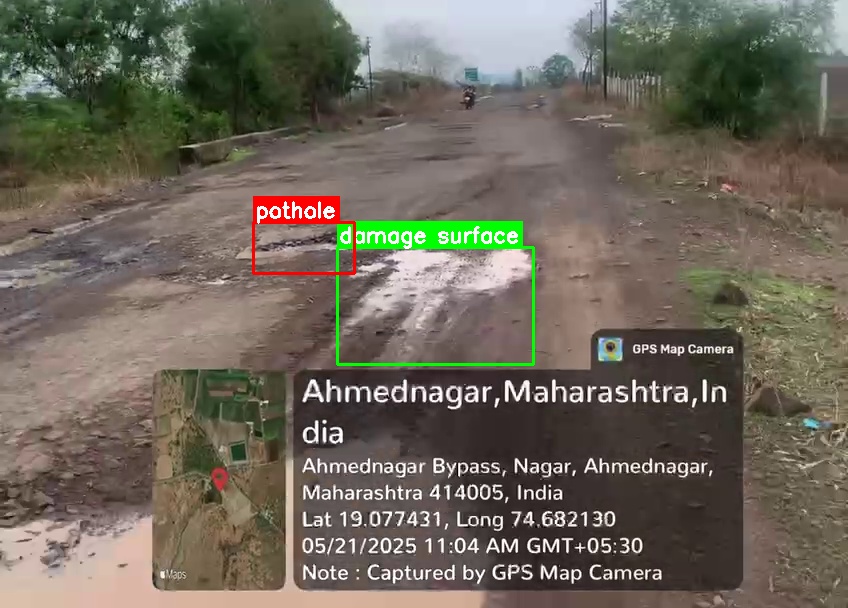 pothole
damage surface
GPS Map Camera
Ahmednagar,Maharashtra,In
dia
Ahmednagar Bypass, Nagar, Ahmednagar,
Maharashtra 414005, India
Lat 19.077431, Long 74.682130
05/21/2025 11:04 AM GMT+05:30
Note : Captured by GPS Map Camera
Maps